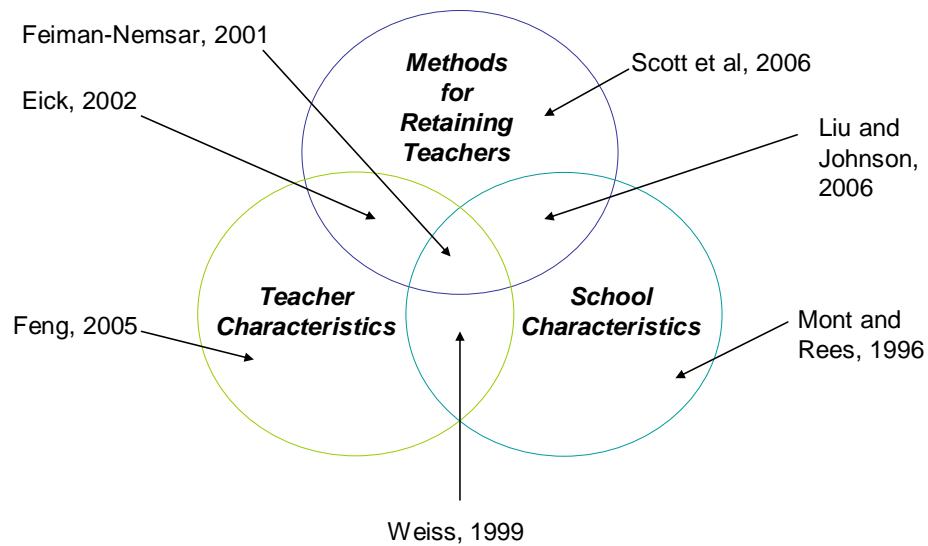 Feiman-Nemsar, 2001
Eick, 2002
Methods
for
Retaining
Teachers
Scott et al, 2006
Liu and
Johnson,
2006
Teacher
Characteristics
School
Characteristics
Feng, 2005
Mont and
Rees, 1996
Weiss, 1999